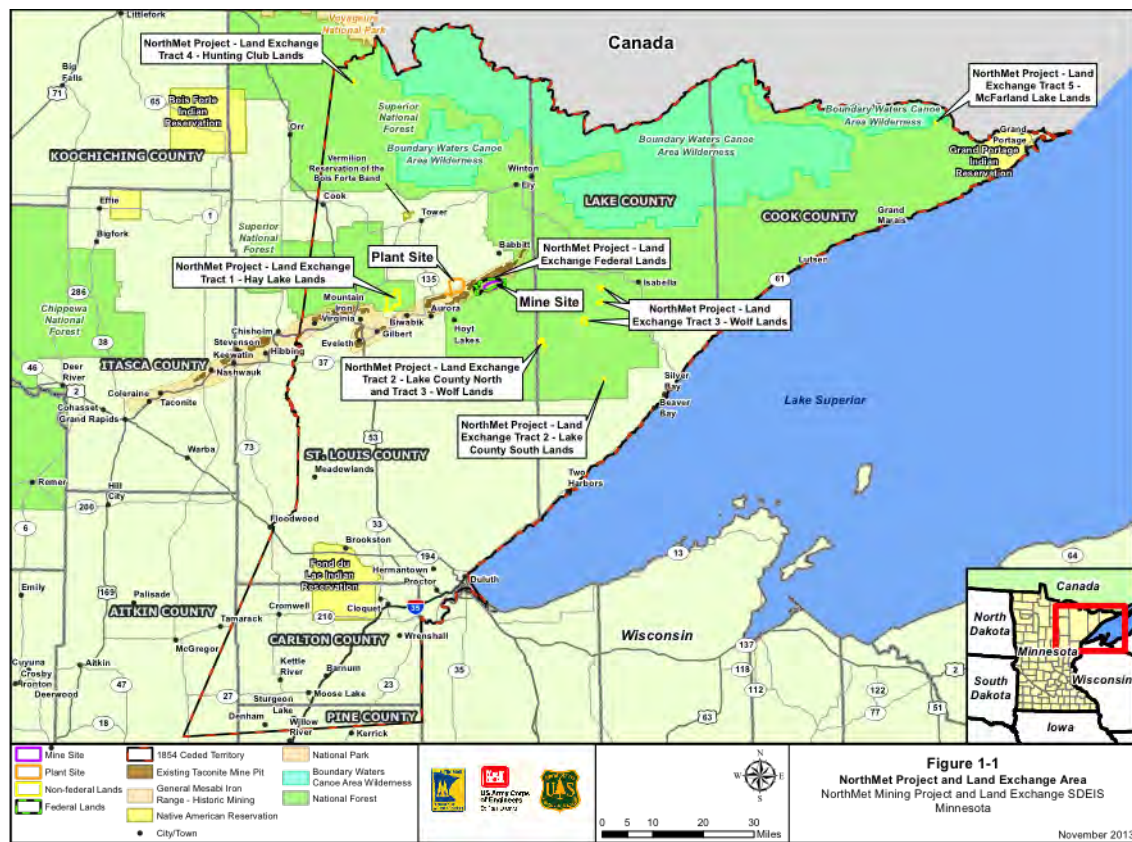 Littlefork
Voyageurs
National Park
NorthMet Project - Land Exchange
Tract 4 - Hunting Club Lands
Canada
Big
Falls
71
65
Bois Forte
Indian
Reservation
Orr
Superior
National
Forest
NorthMet Project - Land
Exchange Tract 5 -
McFarland Lake Lands
Boundary Waters Canoe
Area Wilderness
Boundary Waters Canoe
Area Wilderness
Boundary Waters Canoe
Area Wilderness
Grand
Portage
Grand Portage
Indian
Reservation
KOOCHICHING COUNTY
Vermilion
Reservation of the
Bois Forte Band
Winton
Ely
Effie
1
Cook
Tower
LAKE COUNTY
COOK COUNTY
Grand
Marais
Bigfork
Superior
National
Forest
Babbitt
Plant Site
NorthMet Project - Land
Exchange Federal Lands
Lutsen
61
NorthMet Project - Land Exchange
Tract 1 - Hay Lake Lands
135
Isabella
286
Mine Site
Chippewa
National
Forest
Mountain
Iron
NorthMet Project - Land
Exchange Tract 3 - Wolf Lands
Virginia
Biwabik
Aurora
Chisholm
Gilbert
Hoyt
Lakes
38
Stevenson
Eveleth
Keewatin
Hibbing
ITASCA COUNTY
Nashwauk
37
46
Deer
River
NorthMet Project - Land Exchange
Tract 2 - Lake County North
and Tract 3 - Wolf Lands
Silver
Bay
2
Coleraine
Taconite
Beaver
Bay
Lake Superior
Cohasset
Grand Rapids
NorthMet Project - Land
Exchange Tract 2 - Lake
County South Lands
53
73
Warba
ST. LOUIS COUNTY
Meadowlands
Two
Harbors
Remer
Hill
City
200
6
Floodwood
33
Brookston
13
64
194
Fond du
Lac Indian
Reservation
Hermantown
Proctor
Duluth
Emily
169
Palisade
Cromwell
210
Cloquet
35
AITKIN COUNTY
Tamarack
CARLTON COUNTY
Wrenshall
Wisconsin
137
McGregor
Aitkin
Kettle
River
Barnum
35
118
2
Cuyuna
Crosby
Ironton
Deerwood
47
27
23
Moose Lake
112
122
77
51
Sturgeon
Lake
18
Denham
Willow
River
PINE COUNTY
Kerrick
63
Canada
North
Dakota
Minnesota
South
Dakota
Wisconsin
Iowa
Mine Site
Plant Site
Non-federal Lands
Federal Lands
1854 Ceded Territory
Existing Taconite Mine Pit
General Mesabi Iron
Range - Historic Mining
Native American Reservation
City/Town
National Park
Boundary Waters
Canoe Area Wilderness
National Forest
US Army Corps
of Engineers
N
W
E
S
0 5 10 20 30
Miles
Figure 1-1
NorthMet Project and Land Exchange Area
NorthMet Mining Project and Land Exchange SDEIS
Minnesota
November 2013